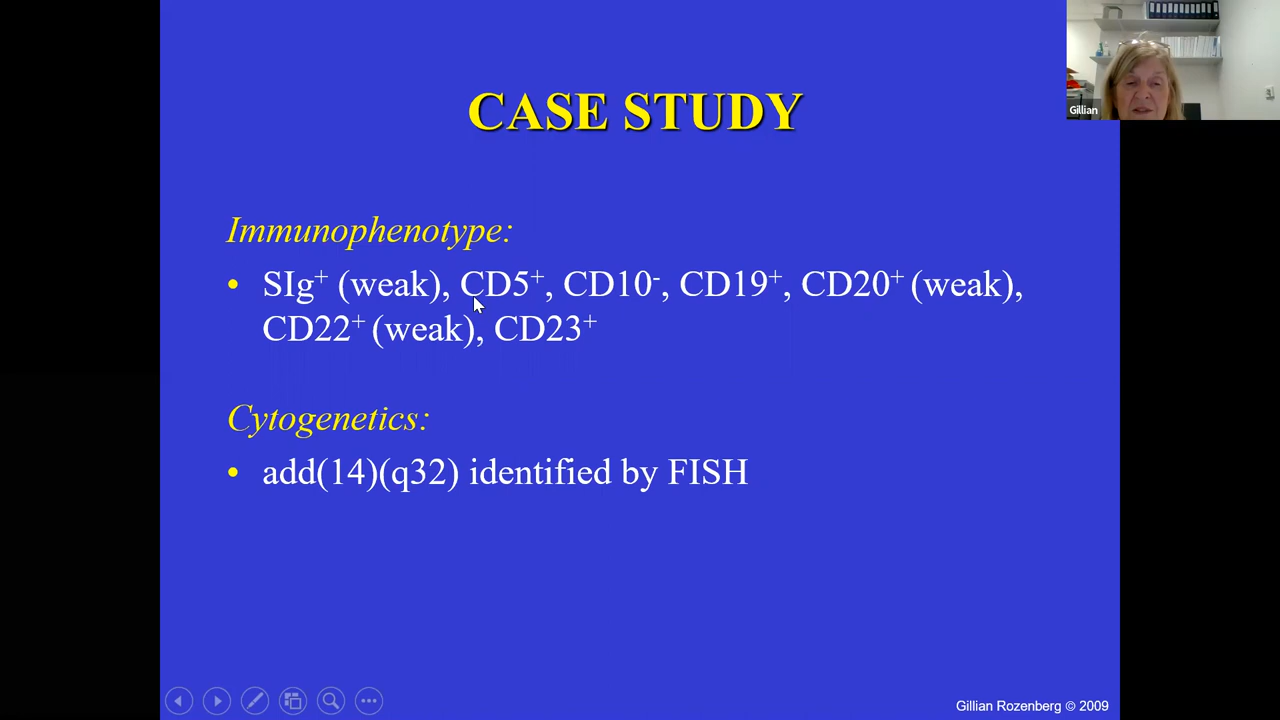 CASE STUDY
Gillian
Immunophenotype:
• SIg⁺ (weak), CD5⁺, CD10⁻, CD19⁺, CD20⁺ (weak),
CD22⁺ (weak), CD23⁺
Cytogenetics:
• add(14)(q32) identified by FISH
Gillian Rozenberg © 2009